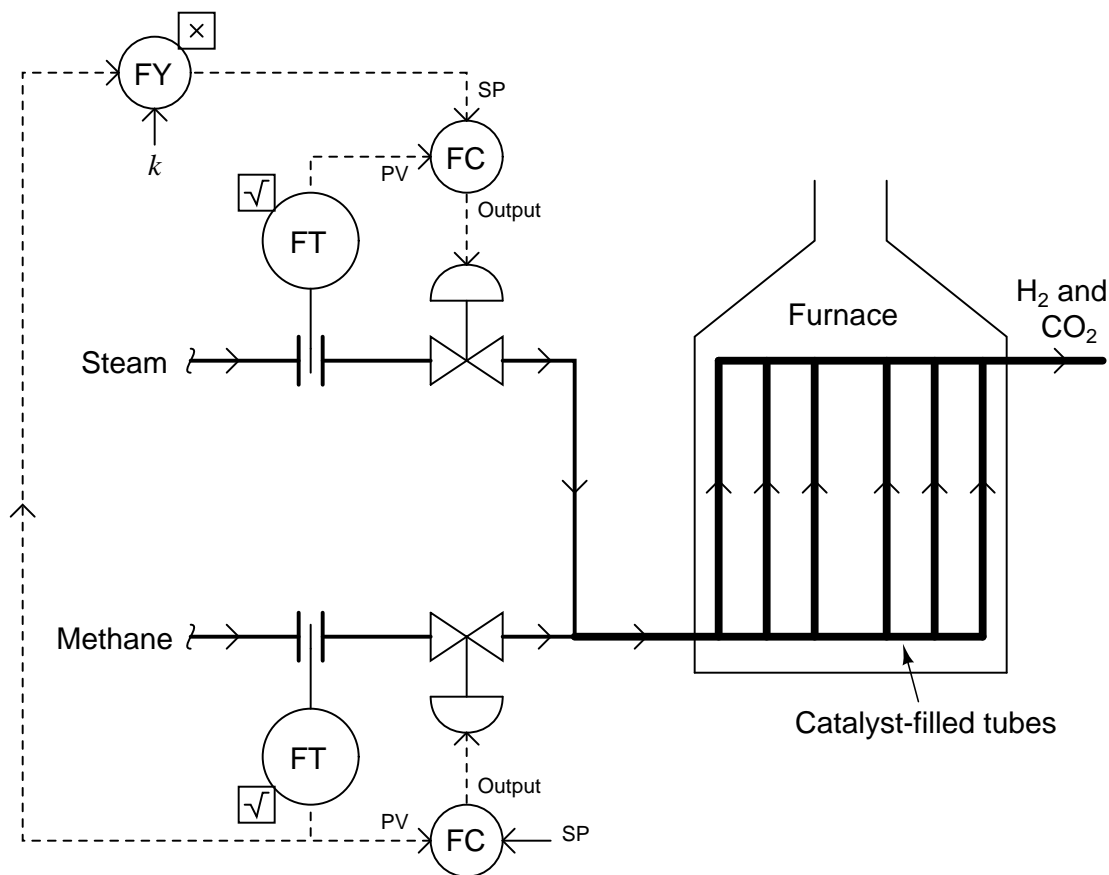 ×
FY
k
SP
FC
PV
√
Output
FT
Steam
Furnace
H₂ and
CO₂
Methane
Catalyst-filled tubes
FT
√
Output
PV
FC
SP